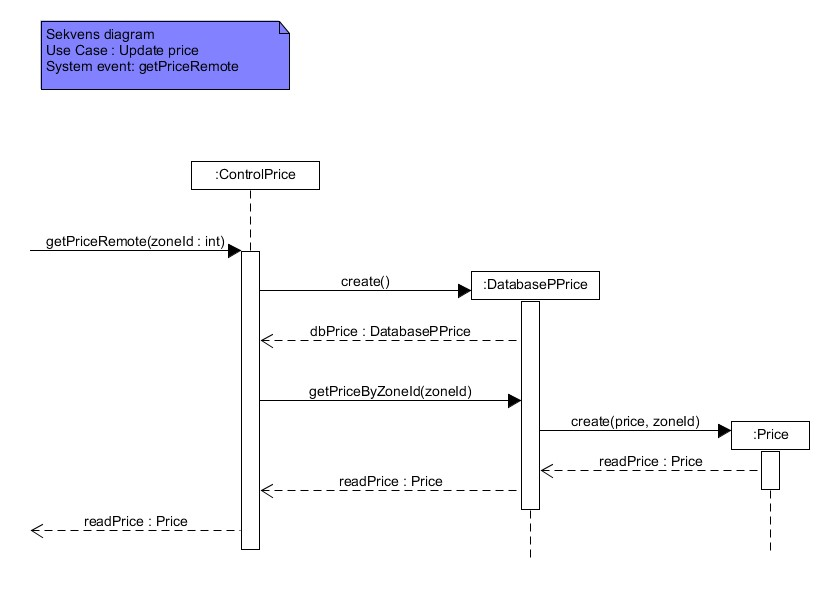 Sekvens diagram
Use Case : Update price
System event: getPriceRemote
:ControlPrice
getPriceRemote(zoneId : int)
create()
:DatabasePPrice
dbPrice : DatabasePPrice
getPriceByZoneId(zoneId)
create(price, zoneId)
:Price
readPrice : Price
readPrice : Price
readPrice : Price